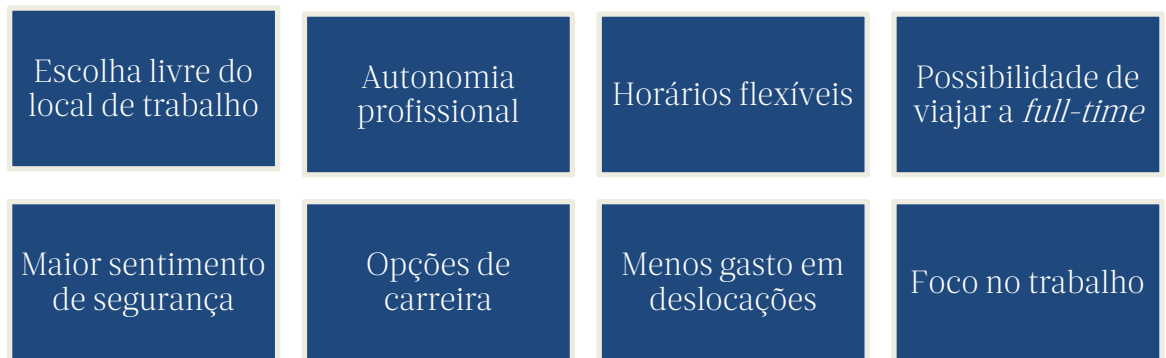 Escolha livre do
local de trabalho
Autonomia
profissional
Horários flexíveis
Possibilidade de
viajar a full-time
Maior sentimento
de segurança
Opções de
carreira
Menos gasto em
deslocações
Foco no trabalho